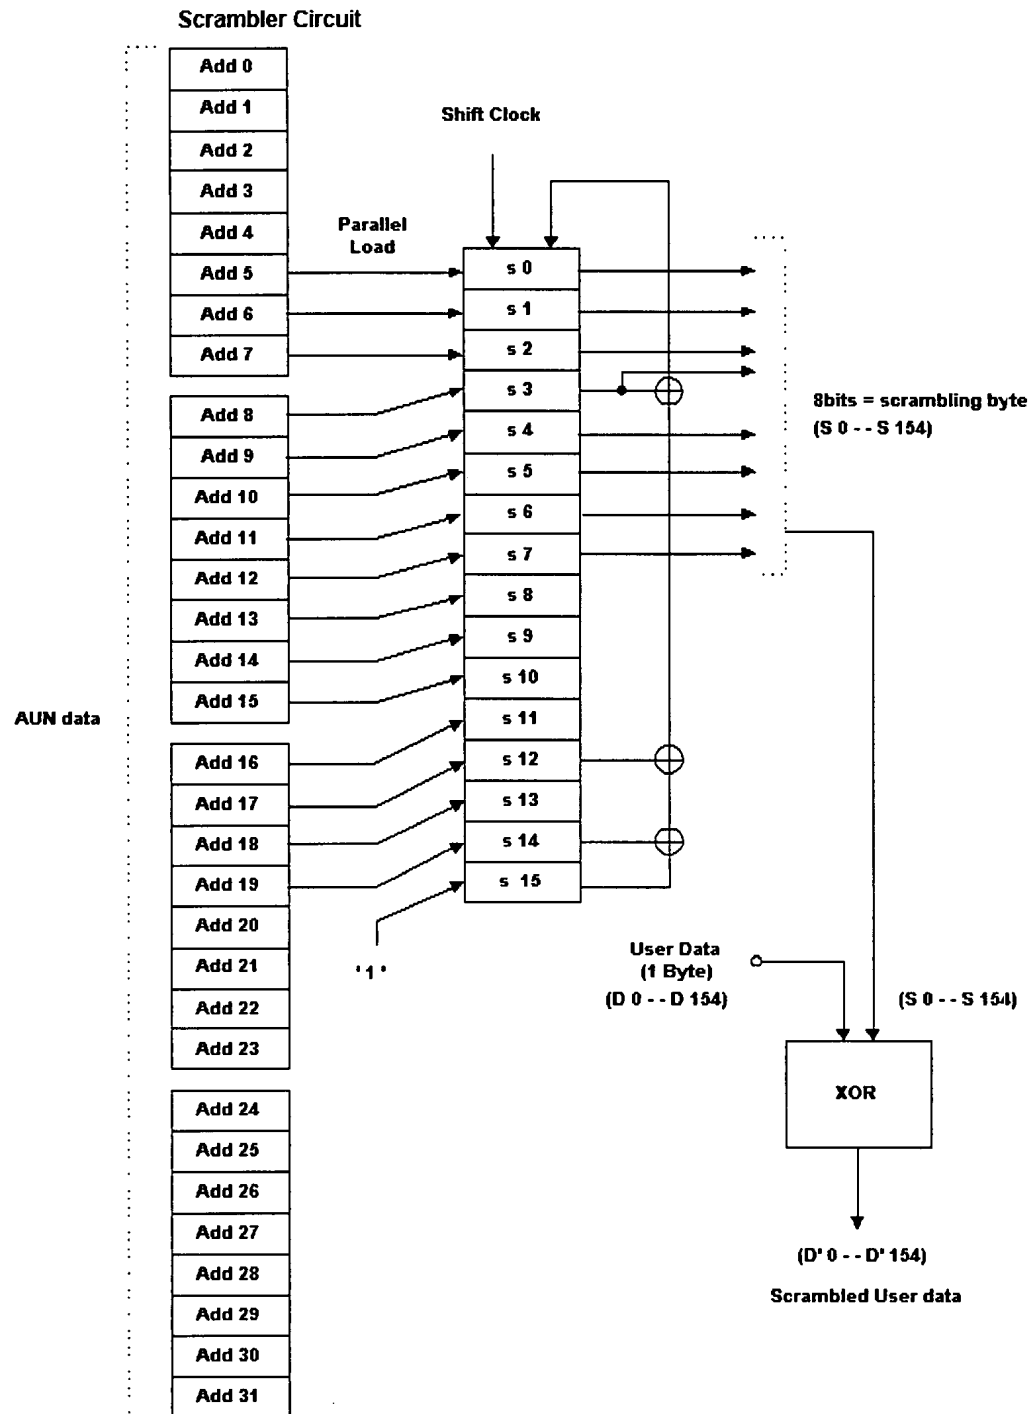 Scrambler Circuit
Add 0
Add 1
Add 2
Add 3
Add 4
Add 5
Add 6
Add 7
Add 8
Add 9
Add 10
Add 11
Add 12
Add 13
Add 14
Add 15
Add 16
Add 17
Add 18
Add 19
Add 20
Add 21
Add 22
Add 23
Add 24
Add 25
Add 26
Add 27
Add 28
Add 29
Add 30
Add 31
AUN data
Parallel
Load
Shift Clock
s 0
s 1
s 2
s 3
s 4
s 5
s 6
s 7
s 8
s 9
s 10
s 11
s 12
s 13
s 14
s 15
'1'
8bits = scrambling byte
(S 0 - - S 154)
User Data
(1 Byte)
(D 0 - - D 154)
(S 0 - - S 154)
XOR
(D' 0 - - D' 154)
Scrambled User data